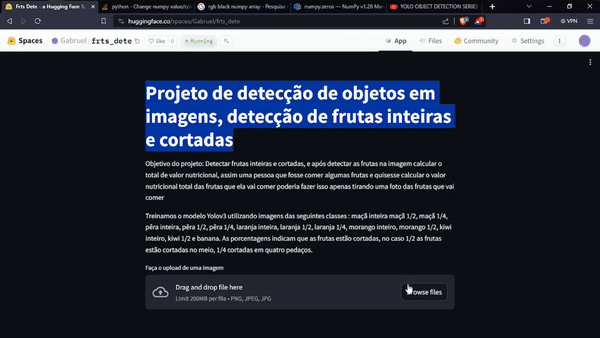 Frts Dete - a Hugging Face S
python - Change numpy value/co
rgb black numpy array - Pesquis
numpy.zeros — NumPy v1.26 Ma
YOLO OBJECT DETECTION SERIES
huggingface.co/spaces/Gabruel/frts_dete
VPN
Spaces
Gabruel/frts_dete
like 0
Running
App
Files
Community
Settings
Projeto de detecção de objetos em
imagens, detecção de frutas inteiras
e cortadas
Objetivo do projeto: Detectar frutas inteiras e cortadas, e após detectar as frutas na imagem calcular o
total de valor nutricional, assim uma pessoa que fosse comer algumas frutas e quisesse calcular o valor
nutricional total das frutas que ela vai comer poderia fazer isso apenas tirando uma foto das frutas que vai
comer
Treinamos o modelo Yolov3 utilizando imagens das seguintes classes : maçã inteira maçã 1/2, maçã 1/4,
pêra inteira, pêra 1/2, pêra 1/4, laranja inteira, laranja 1/2, laranja 1/4, morango inteiro, morango 1/2, kiwi
inteiro, kiwi 1/2 e banana. As porcentagens indicam que as frutas estão cortadas, no caso 1/2 as frutas
estão cortadas no meio, 1/4 cortadas em quatro pedaços.
Faça o upload de uma imagem
Drag and drop file here
Limit 200MB per file • PNG, JPEG, JPG
Browse files